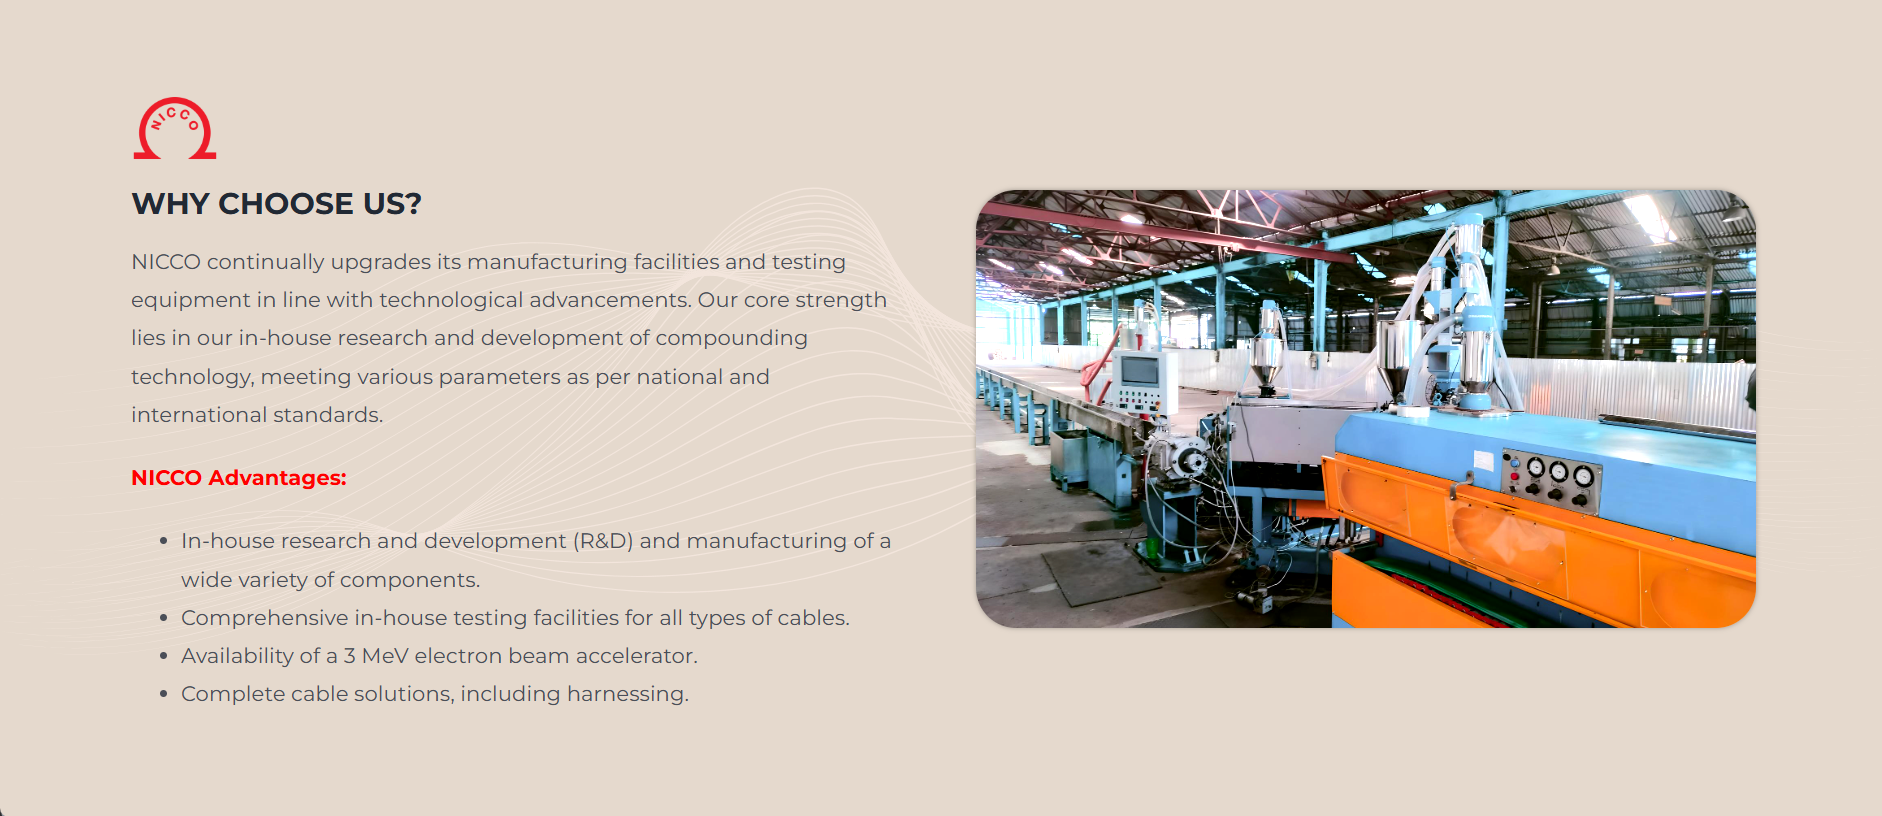 NICCO
WHY CHOOSE US?
NICCO continually upgrades its manufacturing facilities and testing
equipment in line with technological advancements. Our core strength
lies in our in-house research and development of compounding
technology, meeting various parameters as per national and
international standards.
NICCO Advantages:
• In-house research and development (R&D) and manufacturing of a
wide variety of components.
• Comprehensive in-house testing facilities for all types of cables.
• Availability of a 3 MeV electron beam accelerator.
• Complete cable solutions, including harnessing.